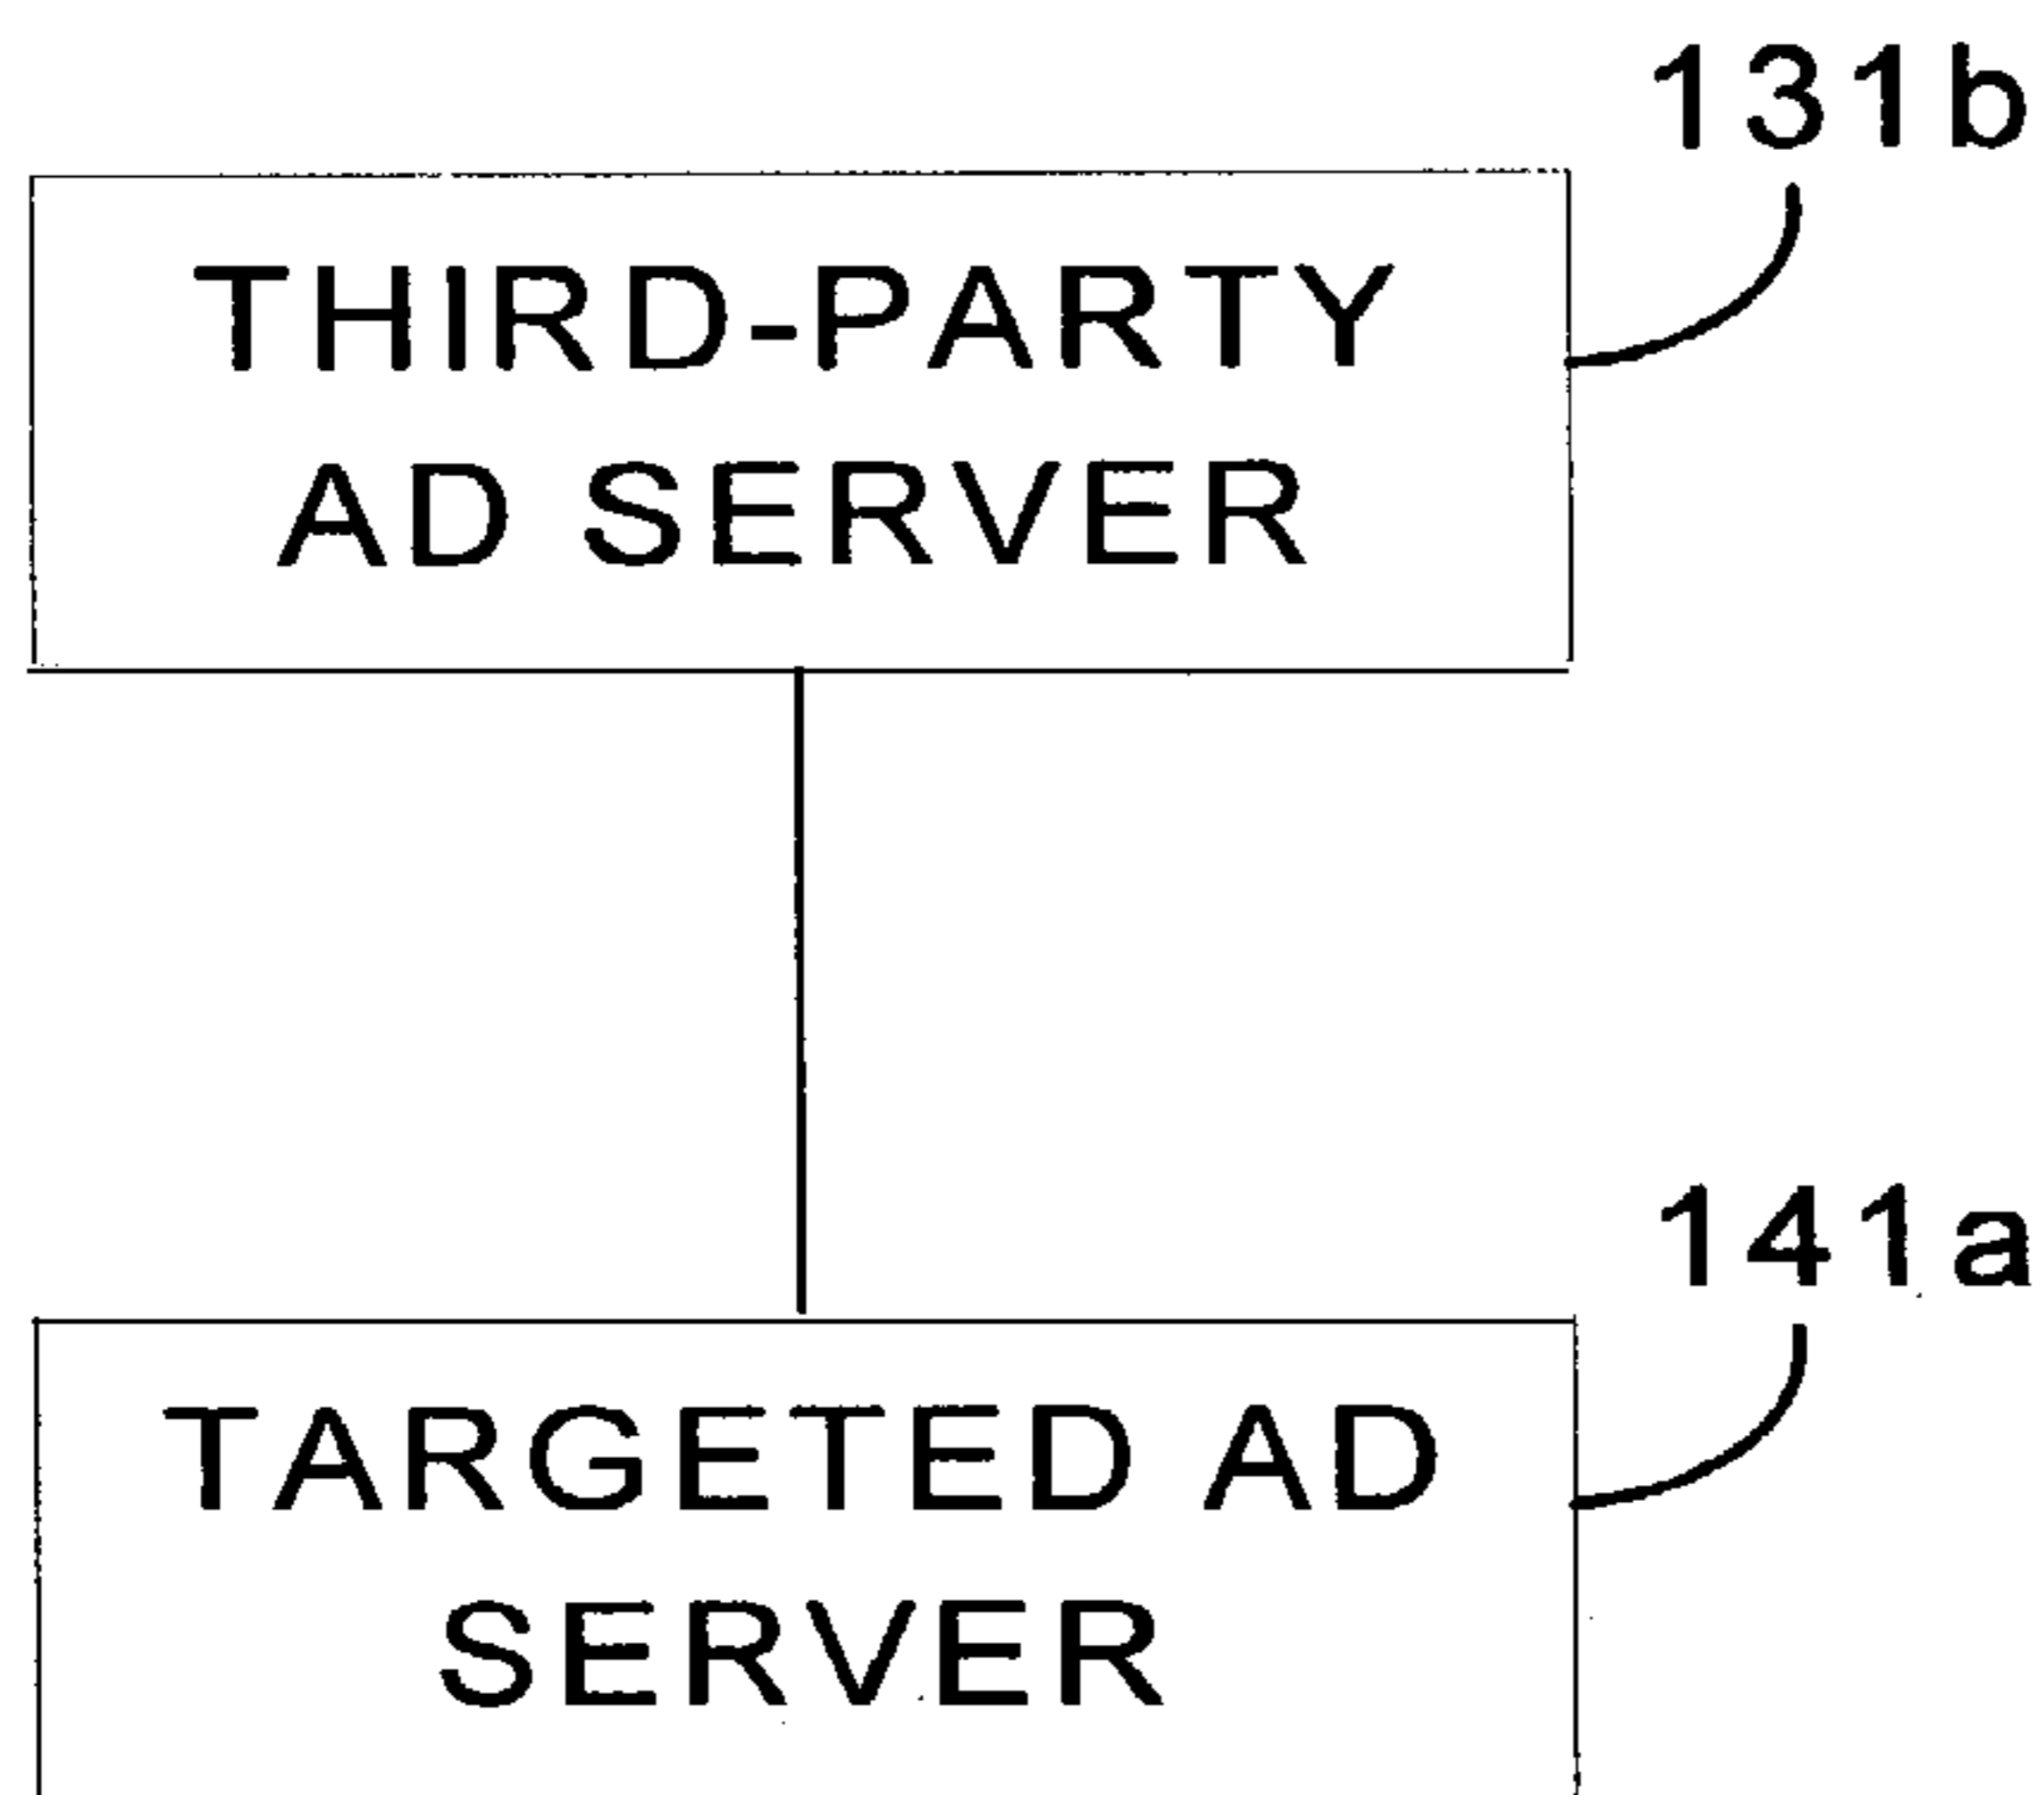 131b
THIRD-PARTY
AD SERVER
141a
TARGETED AD
SERVER